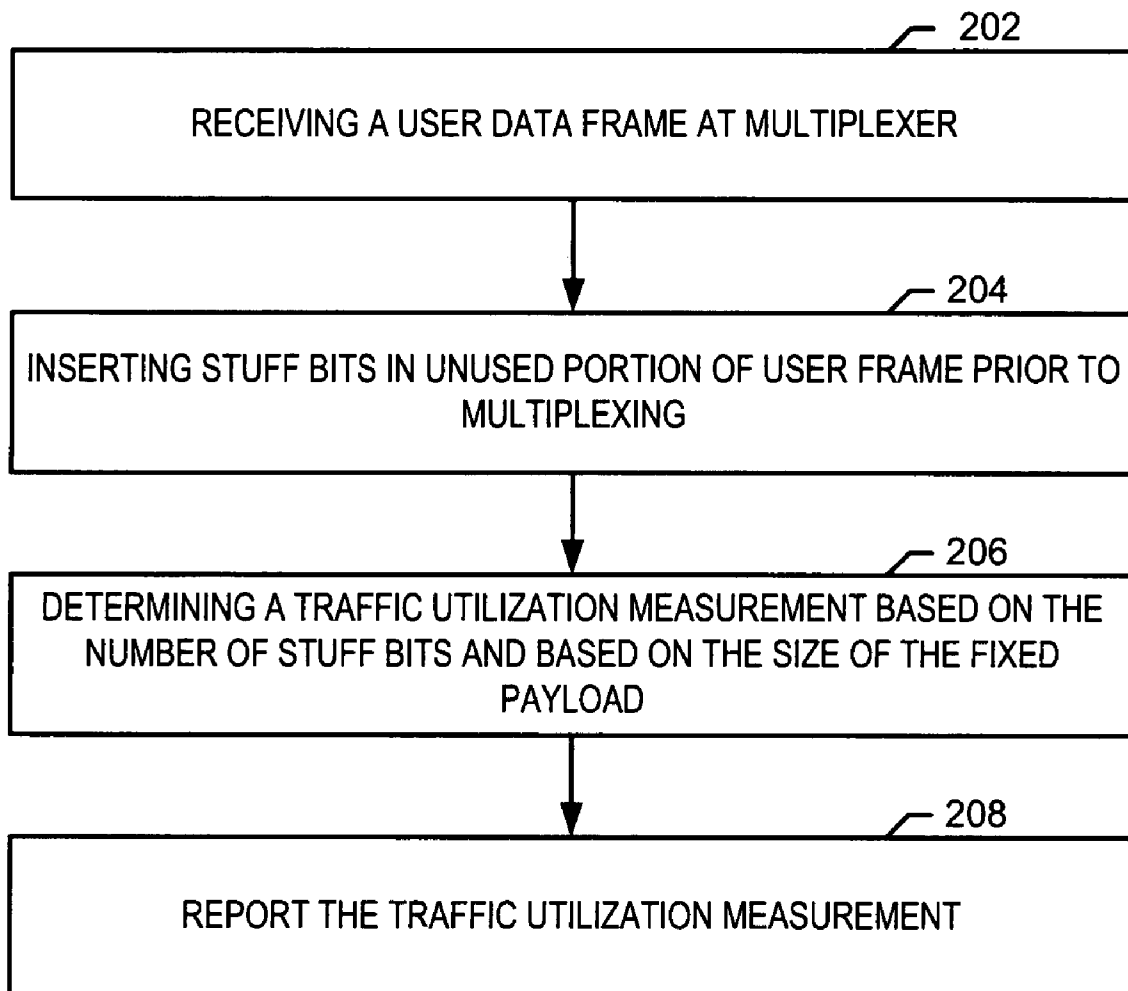 202
RECEIVING A USER DATA FRAME AT MULTIPLEXER
204
INSERTING STUFF BITS IN UNUSED PORTION OF USER FRAME PRIOR TO
MULTIPLEXING
206
DETERMINING A TRAFFIC UTILIZATION MEASUREMENT BASED ON THE
NUMBER OF STUFF BITS AND BASED ON THE SIZE OF THE FIXED
PAYLOAD
208
REPORT THE TRAFFIC UTILIZATION MEASUREMENT